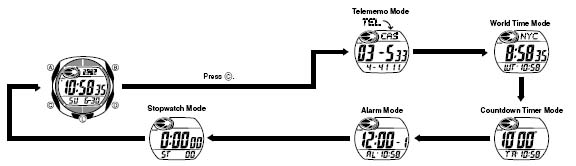 Telememo Mode
TEL
World Time Mode
CAS
03-533
4-4111
NYC
8:58 35
WT 10:58
A
B
10:58 35
SU 6-30
C
D
L
Press C.
Stopwatch Mode
Alarm Mode
Countdown Timer Mode
0:00 00
ST 00
12:00 -1
AL 10:58
10 00
TR 10:58